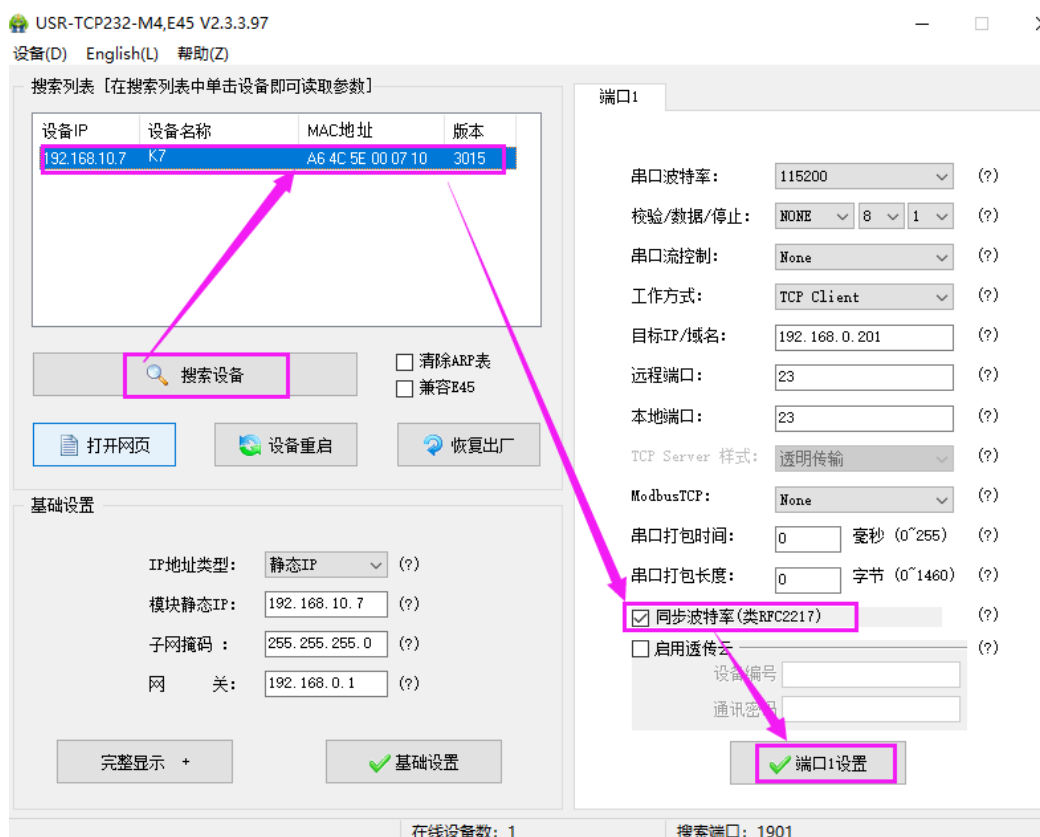 USR-TCP232-M4,E45 V2.3.3.97
设备(D) English(L) 帮助(Z)
搜索列表 [在搜索列表中单击设备即可读取参数]
设备IP 设备名称 MAC地址 版本
192.168.10.7 K7 A6 4C 5E 00 07 10 3015
搜索设备
清除ARP表
兼容E45
打开网页 设备重启 恢复出厂
基础设置
IP地址类型: 静态IP (?)
模块静态IP: 192.168.10.7 (?)
子网掩码 : 255.255.255.0 (?)
网 关: 192.168.0.1 (?)
完整显示 + 基础设置
端口1
串口波特率: 115200 (?)
校验/数据/停止: NONE 8 1 (?)
串口流控制: None (?)
工作方式: TCP Client (?)
目标IP/域名: 192.168.0.201 (?)
远程端口: 23 (?)
本地端口: 23 (?)
TCP Server 样式: 透明传输 (?)
ModbusTCP: None (?)
串口打包时间: 0 毫秒 (0~255) (?)
串口打包长度: 0 字节 (0~1460) (?)
同步波特率(类RFC2217) (?)
启用透传云 (?)
设备编号
通讯密码
端口1设置
在线设备数: 1 搜索端口: 1901